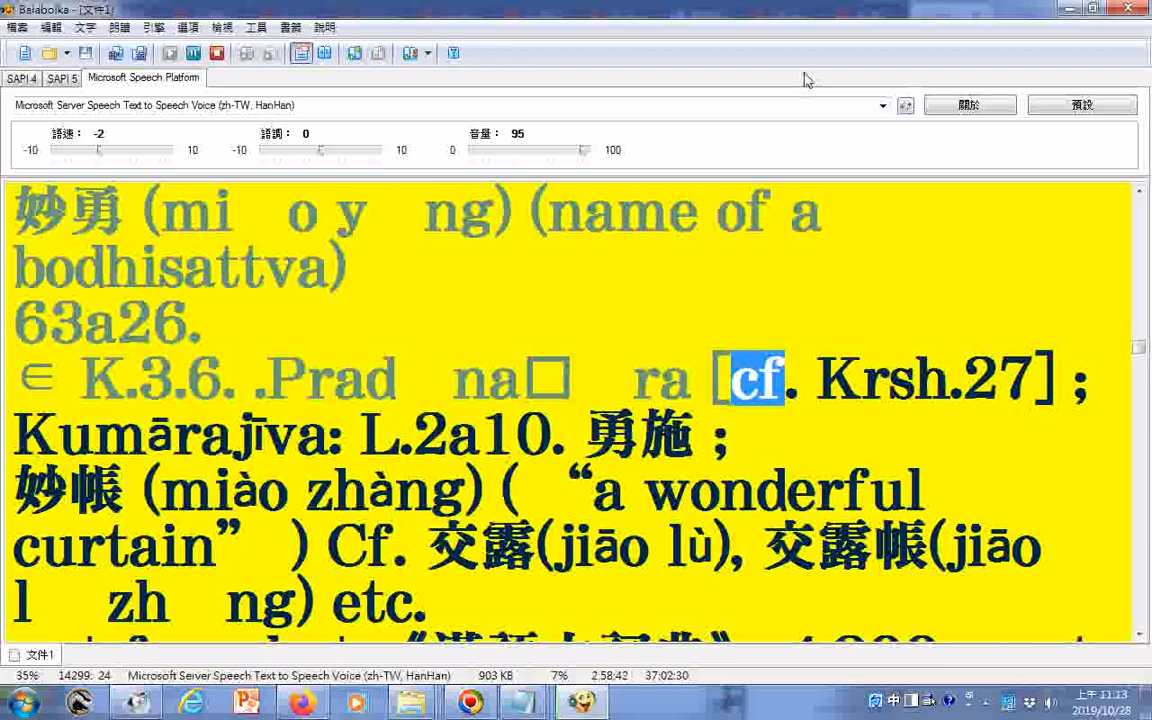 Balabolka - [文件1]
檔案 編輯 文字 朗讀 引擎 選項 檢視 工具 書籤 說明
SAPI 4 SAPI 5 Microsoft Speech Platform
Microsoft Server Speech Text to Speech Voice (zh-TW, HanHan) 關於 預設
語速： -2 語調： 0 音量： 95
-10 10 -10 10 0 100
妙勇 (mi o y ng) (name of a
bodhisattva)
63a26.
∈ K.3.6. .Prad na□ ra [cf. Krsh.27] ;
Kumārajīva: L.2a10. 勇施 ;
妙帳 (miào zhàng) ( “a wonderful
curtain” ) Cf. 交露(jiāo lù), 交露帳(jiāo
l zh ng) etc.
文件1
35% 14299: 24 Microsoft Server Speech Text to Speech Voice (zh-TW, HanHan) 903 KB 7% 2:58:42 37:02:30
中 上午 11:13
2019/10/28